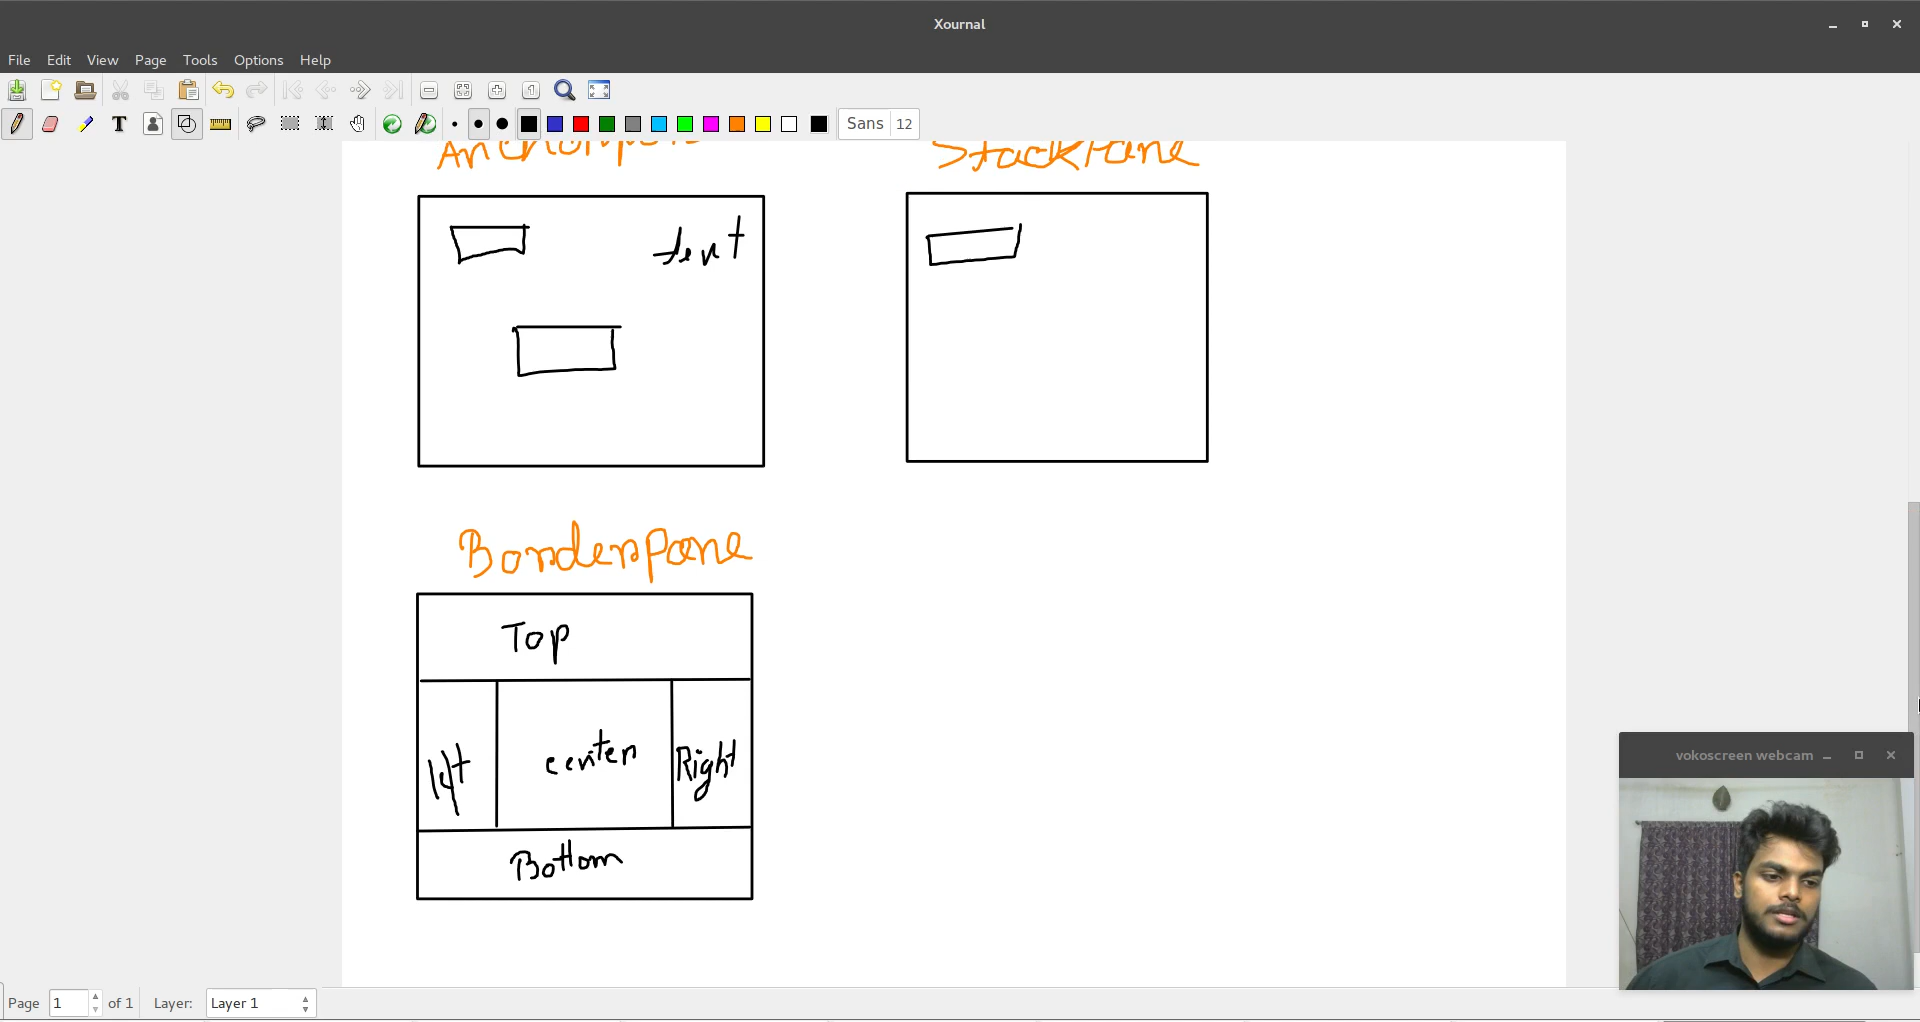 Xournal
File Edit View Page Tools Options Help
Sans 12
StackPane
text
BorderPane
Top
left center Right
Bottom
vokoscreen webcam
Page 1 of 1 Layer: Layer 1